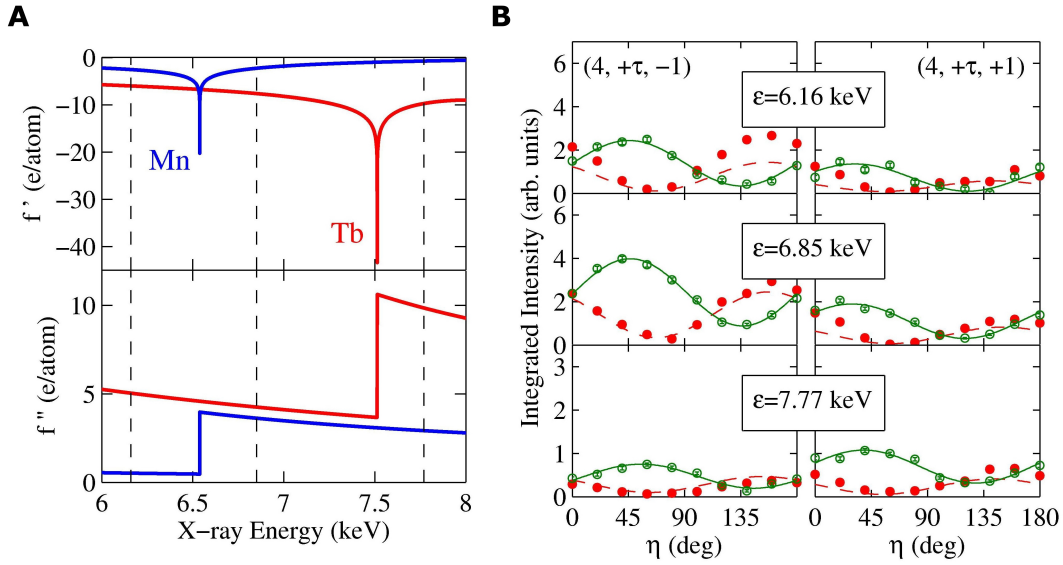 A
0
−10
−20
−30
−40
f ' (e/atom)
Mn
Tb
10
5
0
f " (e/atom)
6
6.5
7
7.5
8
X−ray Energy (keV)
B
6
4
2
0
(4, +τ, −1)
(4, +τ, +1)
ε=6.16 keV
6
4
2
0
ε=6.85 keV
3
2
1
0
ε=7.77 keV
Integrated Intensity (arb. units)
0
45
90
135
0
45
90
135
180
η (deg)
η (deg)